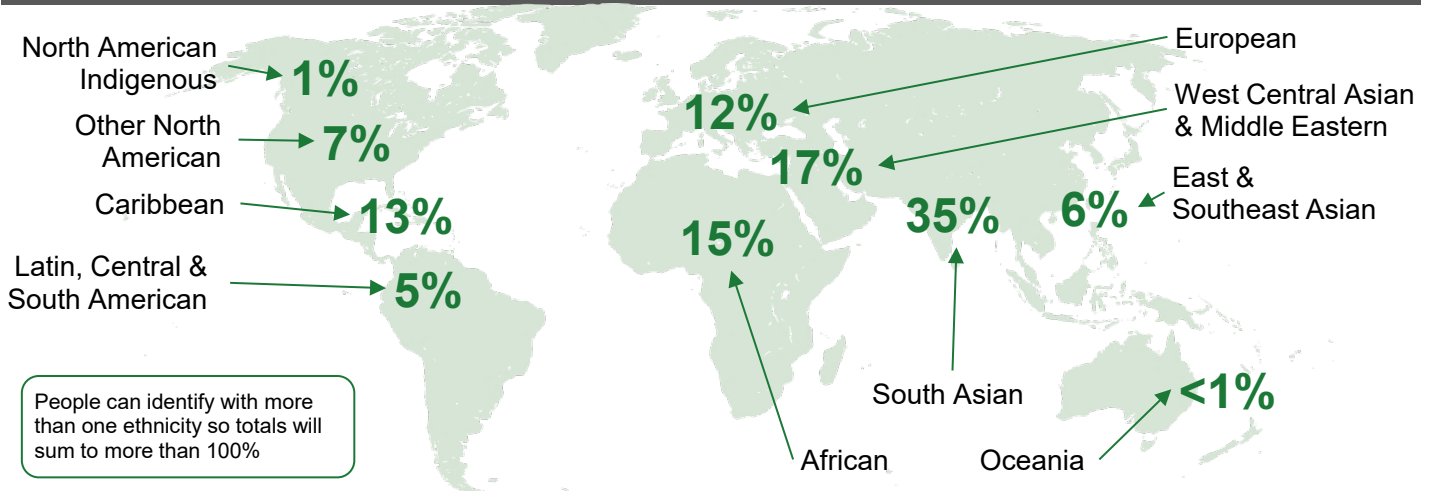 North American
Indigenous
1%
Other North
American
7%
Caribbean
13%
Latin, Central &
South American
5%
European
12%
West Central Asian
& Middle Eastern
17%
East &
Southeast Asian
6%
35%
South Asian
15%
African
<1%
Oceania
People can identify with more
than one ethnicity so totals will
sum to more than 100%